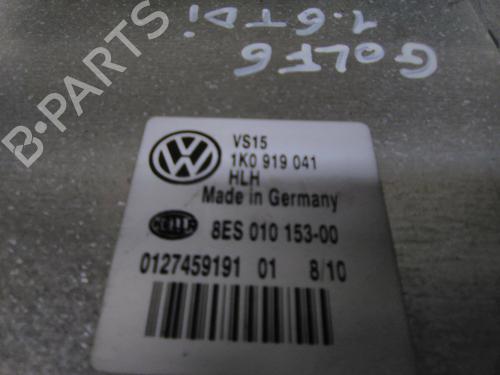 GOLF6
1.6TDi
B-PARTS
VS15
1K0 919 041
HLH
Made in Germany
HELLA
8ES 010 153-00
0127459191 01 8/10